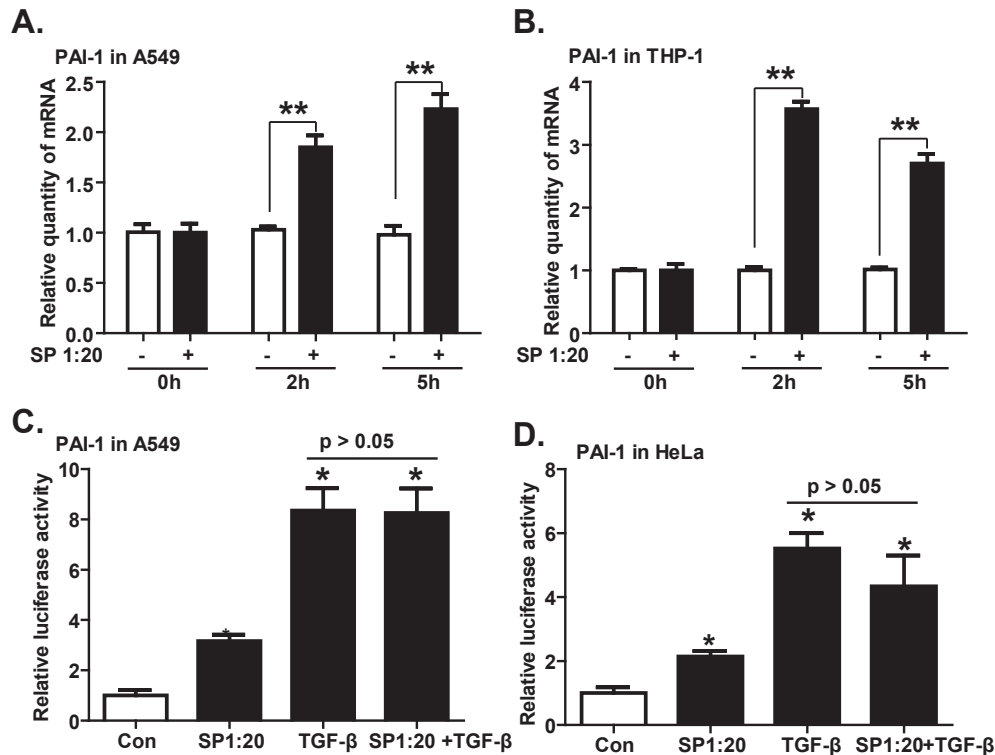 A.
PAI-1 in A549
Relative quantity of mRNA
2.5
2.0
1.5
1.0
0.5
0.0
** **
SP 1:20 - + - + - +
0h 2h 5h
B.
PAI-1 in THP-1
Relative quantity of mRNA
4
3
2
1
0
** **
SP 1:20 - + - + - +
0h 2h 5h
C.
PAI-1 in A549
Relative luciferase activity
10
8
6
4
2
0
p > 0.05
* * *
Con SP1:20 TGF-β SP1:20 +TGF-β
D.
PAI-1 in HeLa
Relative luciferase activity
8
6
4
2
0
p > 0.05
* * *
Con SP1:20 TGF-β SP1:20+TGF-β